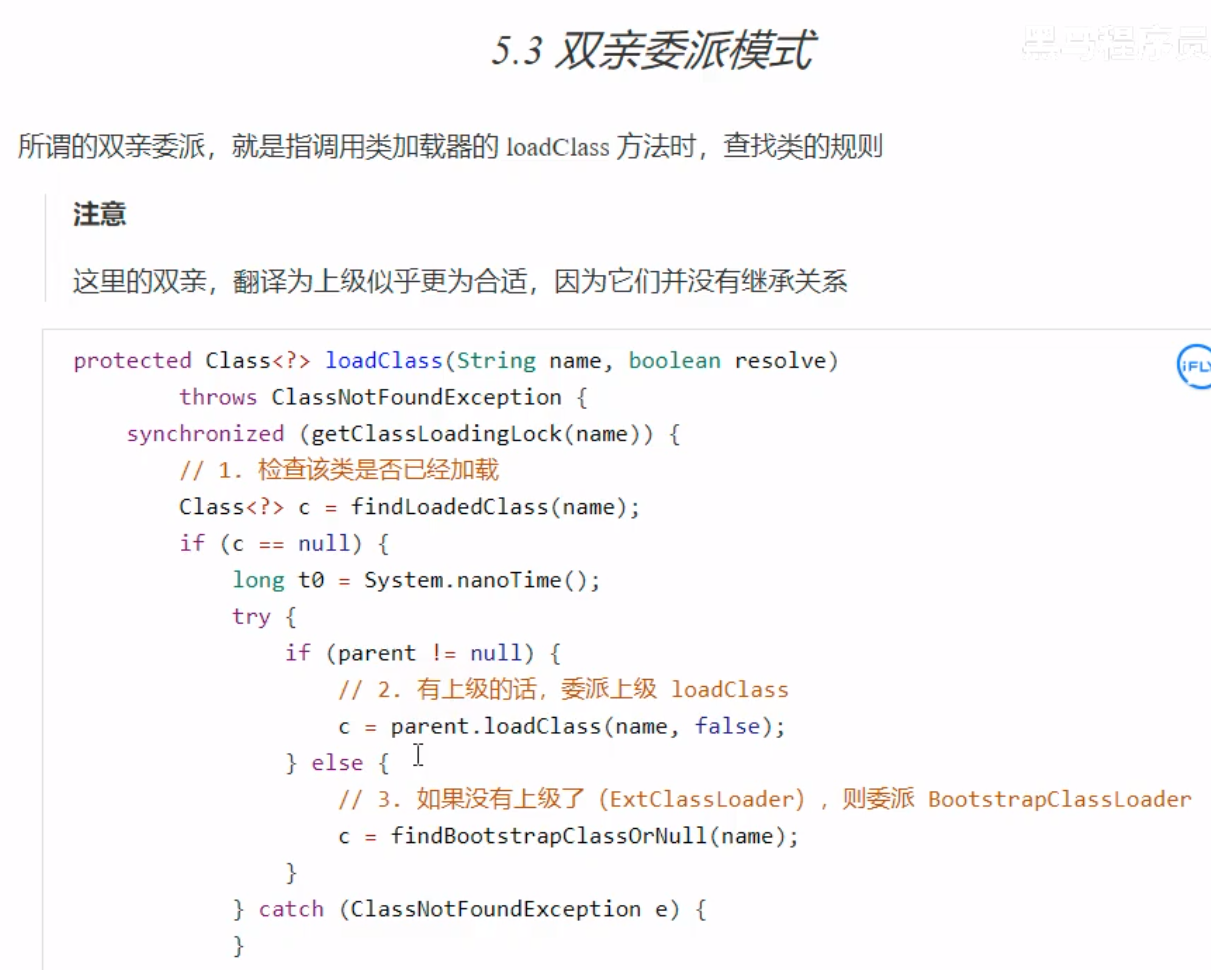 黑马程序员
5.3 双亲委派模式
所谓的双亲委派，就是指调用类加载器的 loadClass 方法时，查找类的规则
注意
这里的双亲，翻译为上级似乎更为合适，因为它们并没有继承关系
protected Class<?> loadClass(String name, boolean resolve)
throws ClassNotFoundException {
synchronized (getClassLoadingLock(name)) {
// 1. 检查该类是否已经加载
Class<?> c = findLoadedClass(name);
if (c == null) {
long t0 = System.nanoTime();
try {
if (parent != null) {
// 2. 有上级的话，委派上级 loadClass
c = parent.loadClass(name, false);
} else {
// 3. 如果没有上级了（ExtClassLoader），则委派 BootstrapClassLoader
c = findBootstrapClassOrNull(name);
}
} catch (ClassNotFoundException e) {
}
iFLY